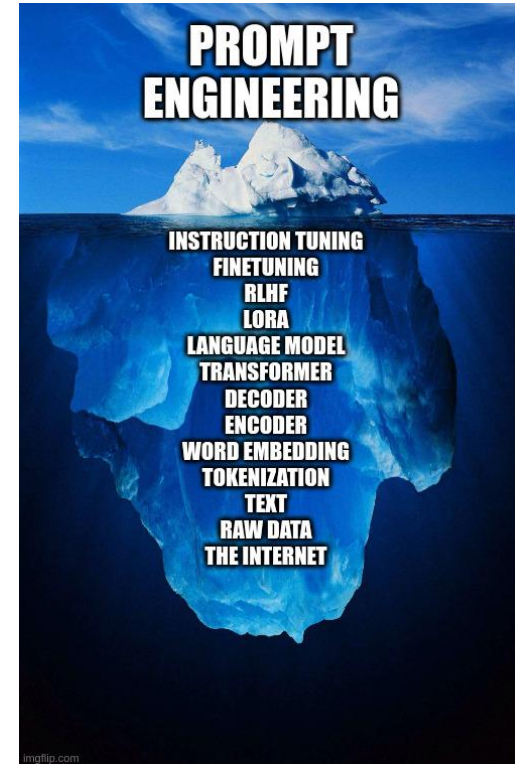 PROMPT
ENGINEERING
INSTRUCTION TUNING
FINETUNING
RLHF
LORA
LANGUAGE MODEL
TRANSFORMER
DECODER
ENCODER
WORD EMBEDDING
TOKENIZATION
TEXT
RAW DATA
THE INTERNET
imgflip.com